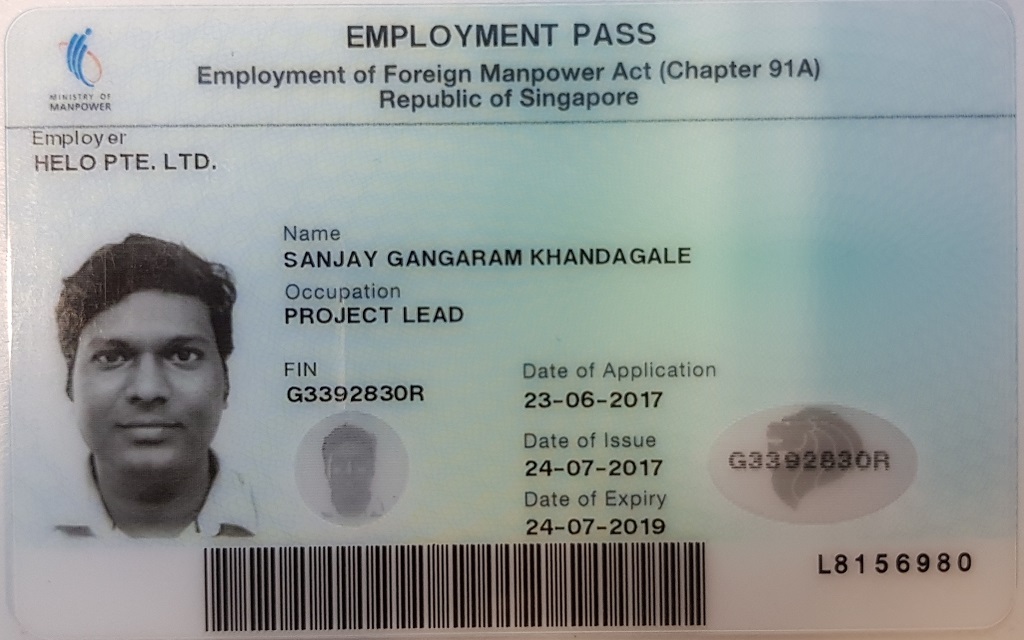 EMPLOYMENT PASS
Employment of Foreign Manpower Act (Chapter 91A)
Republic of Singapore
MINISTRY OF
MANPOWER
Employer
HELO PTE. LTD.
Name
SANJAY GANGARAM KHANDAGALE
Occupation
PROJECT LEAD
FIN
G3392830R
Date of Application
23-06-2017
Date of Issue
24-07-2017
Date of Expiry
24-07-2019
G3392830R
L8156980